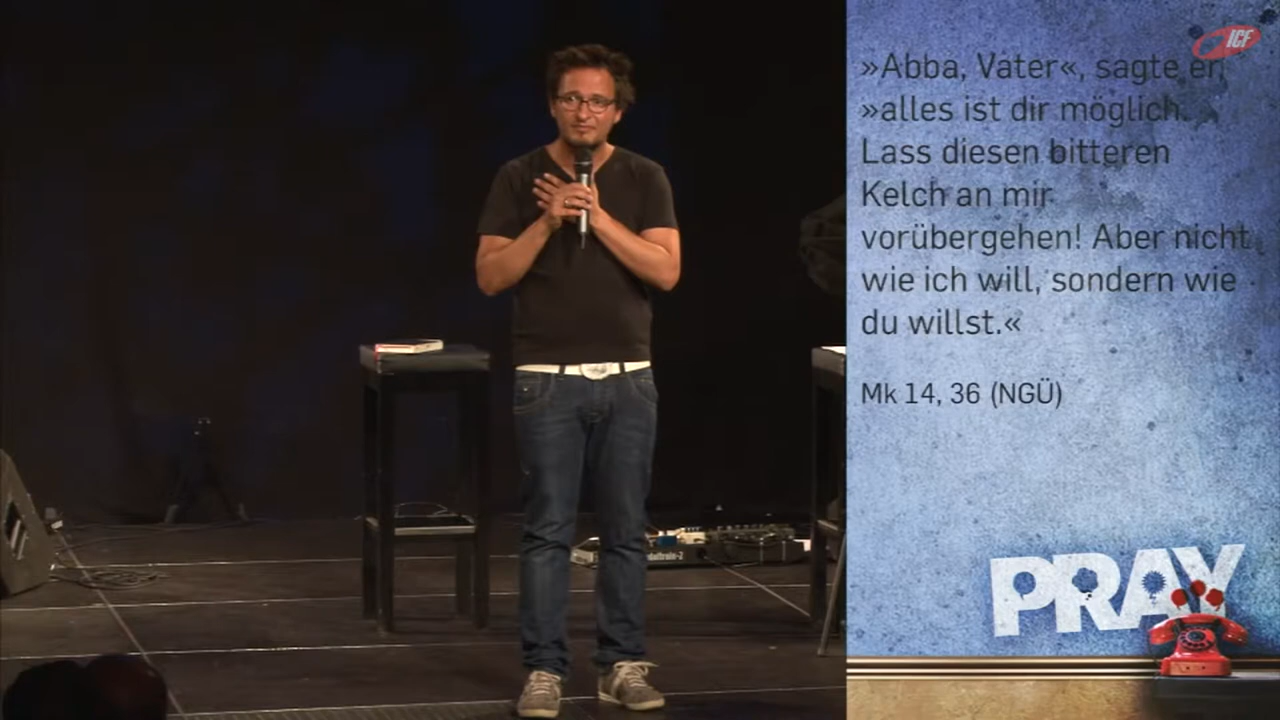 ICF
»Abba, Vater«, sagte er,
»alles ist dir möglich.
Lass diesen bitteren
Kelch an mir
vorübergehen! Aber nicht
wie ich will, sondern wie
du willst.«
Mk 14, 36 (NGÜ)
PRAY